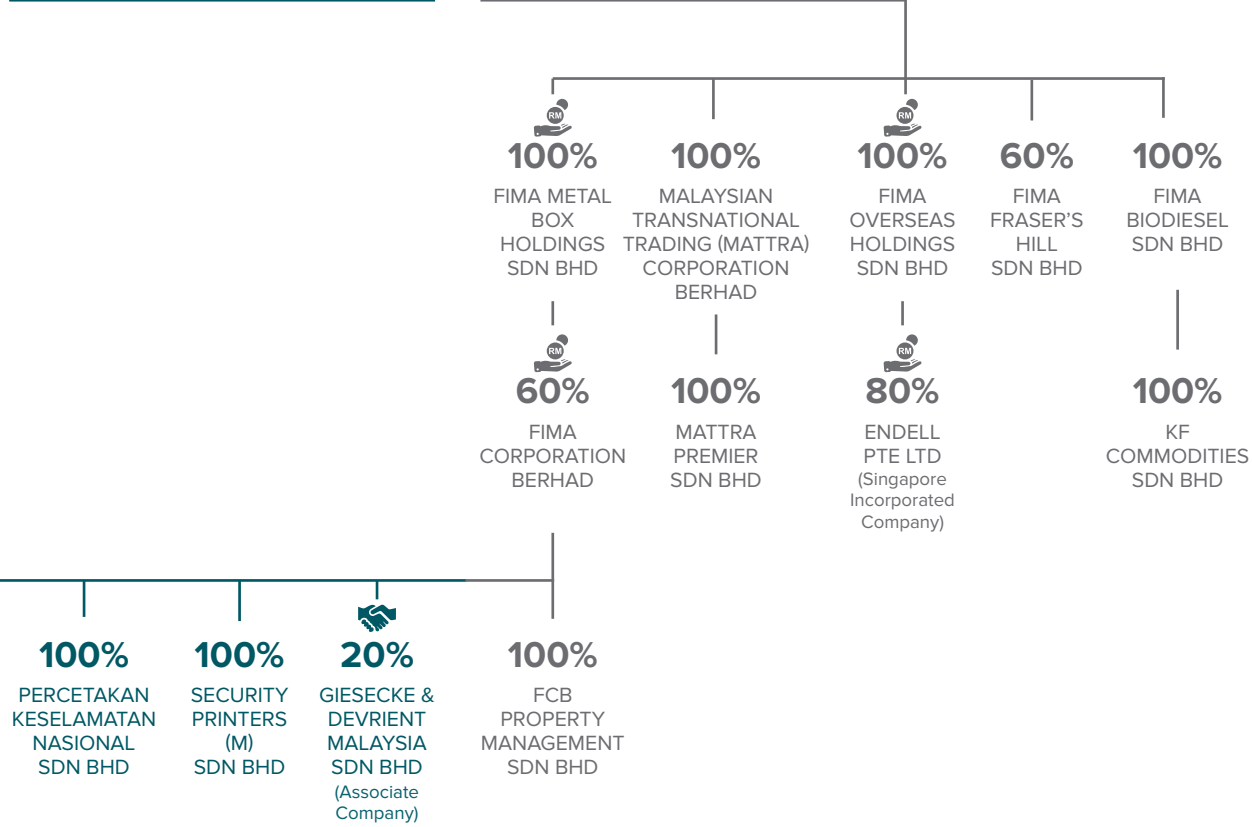 RM
100%
FIMA METAL
BOX
HOLDINGS
SDN BHD
100%
MALAYSIAN
TRANSNATIONAL
TRADING (MATTRA)
CORPORATION
BERHAD
RM
100%
FIMA
OVERSEAS
HOLDINGS
SDN BHD
60%
FIMA
FRASER'S
HILL
SDN BHD
100%
FIMA
BIODIESEL
SDN BHD
RM
60%
FIMA
CORPORATION
BERHAD
100%
MATTRA
PREMIER
SDN BHD
RM
80%
ENDELL
PTE LTD
(Singapore
Incorporated
Company)
100%
KF
COMMODITIES
SDN BHD
100%
PERCETAKAN
KESELAMATAN
NASIONAL
SDN BHD
100%
SECURITY
PRINTERS
(M)
SDN BHD
20%
GIESECKE &
DEVRIENT
MALAYSIA
SDN BHD
(Associate
Company)
100%
FCB
PROPERTY
MANAGEMENT
SDN BHD